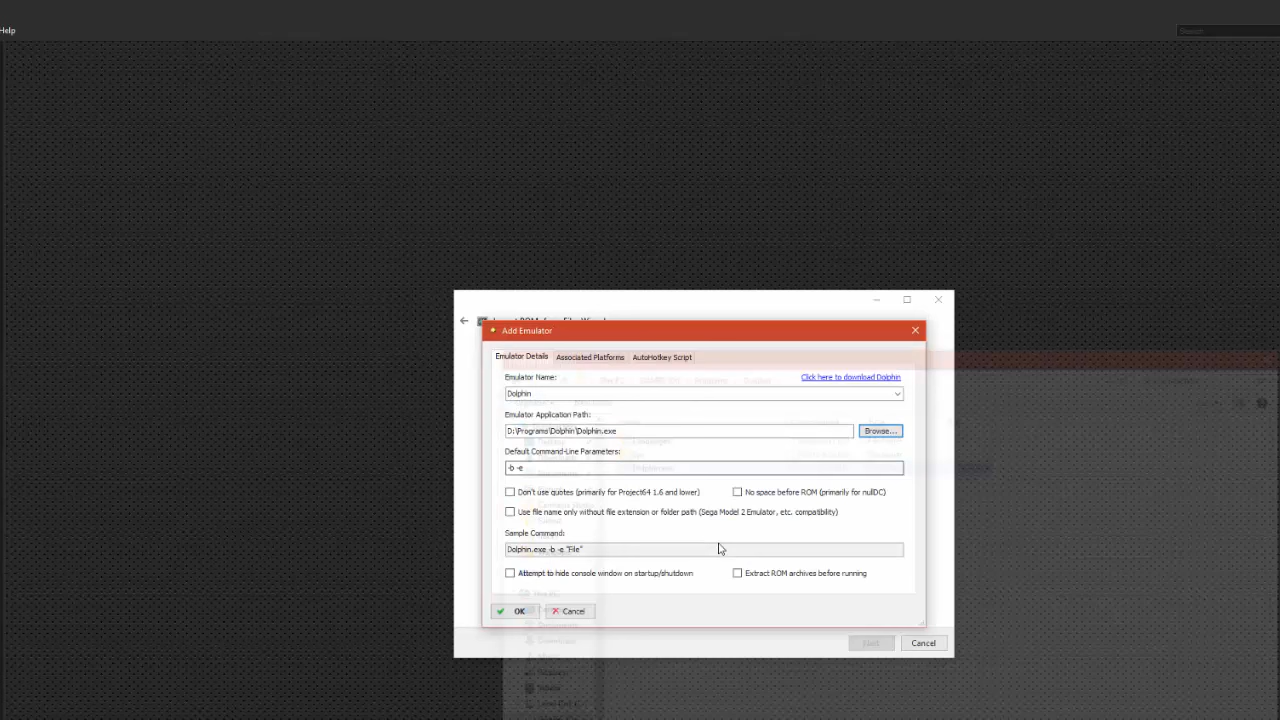 Help
Search
Add Emulator
Emulator Details
Associated Platforms
AutoHotkey Script
Emulator Name:
Click here to download Dolphin
Dolphin
Emulator Application Path:
D:\Programs\Dolphin\Dolphin.exe
Browse...
Default Command-Line Parameters:
-b -e
Don't use quotes (primarily for Project64 1.6 and lower)
No space before ROM (primarily for nullDC)
Use file name only without file extension or folder path (Sega Model 2 Emulator, etc. compatibility)
Sample Command:
Dolphin.exe -b -e "File"
Attempt to hide console window on startup/shutdown
Extract ROM archives before running
OK
Cancel
Next
Cancel